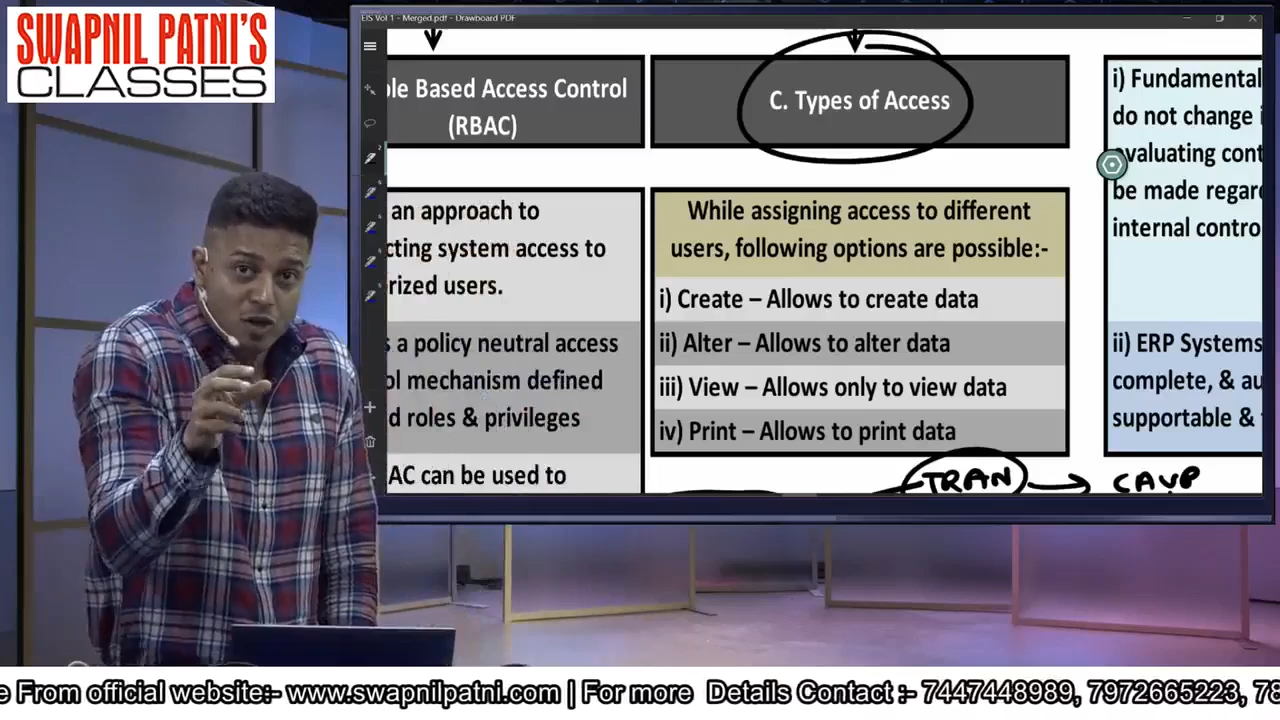 SWAPNIL PATNI'S
CLASSES
EIS Vol 1 - Merged.pdf - Drawboard PDF
ole Based Access Control
(RBAC)
an approach to
cting system access to
rized users.
s a policy neutral access
ol mechanism defined
d roles & privileges
AC can be used to
C. Types of Access
While assigning access to different
users, following options are possible:-
i) Create – Allows to create data
ii) Alter – Allows to alter data
iii) View – Allows only to view data
iv) Print – Allows to print data
TRAN → CAVP
i) Fundamental
do not change i
evaluating cont
be made regard
internal contro
ii) ERP Systems
complete, & au
supportable &
e From official website:- www.swapnilpatni.com | For more Details Contact :- 7447448989, 7972665223, 78